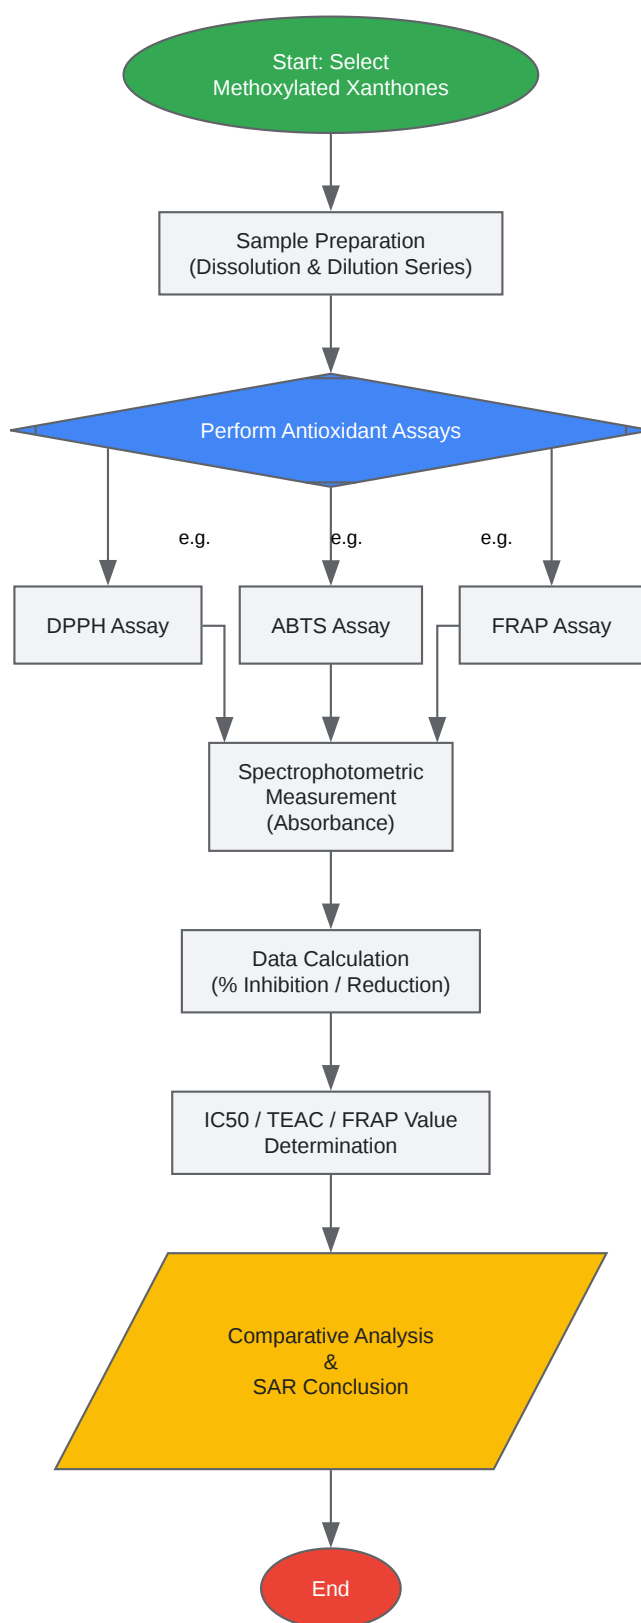 Start: Select
Methoxylated Xanthones
Sample Preparation
(Dissolution & Dilution Series)
Perform Antioxidant Assays
e.g.
e.g.
e.g.
DPPH Assay
ABTS Assay
FRAP Assay
Spectrophotometric
Measurement
(Absorbance)
Data Calculation
(% Inhibition / Reduction)
IC50 / TEAC / FRAP Value
Determination
Comparative Analysis
&
SAR Conclusion
End